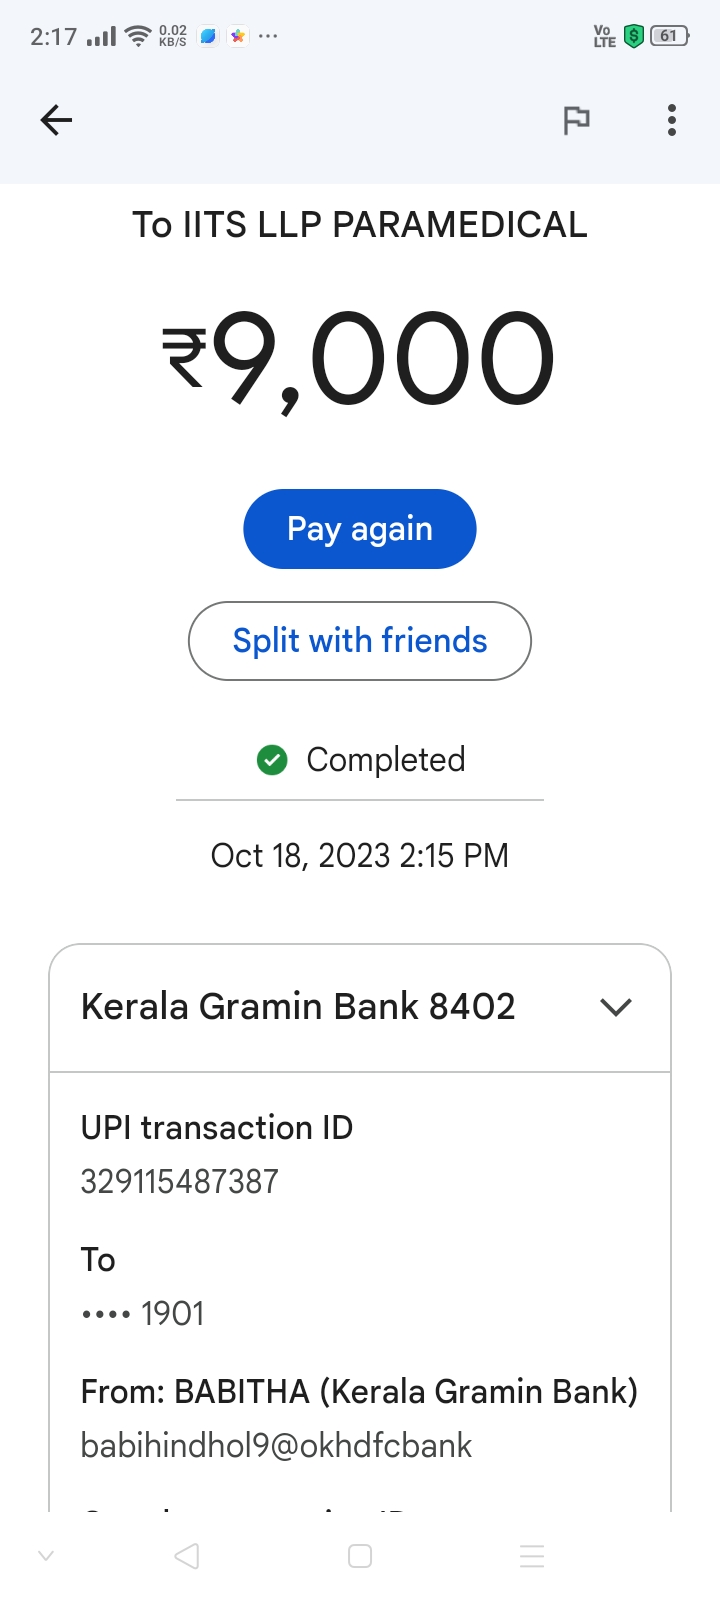 2:17
0.02
KB/S
Vo
LTE
61
To IITS LLP PARAMEDICAL
₹9,000
Pay again
Split with friends
Completed
Oct 18, 2023 2:15 PM
Kerala Gramin Bank 8402
UPI transaction ID
329115487387
To
•••• 1901
From: BABITHA (Kerala Gramin Bank)
babihindhol9@okhdfcbank